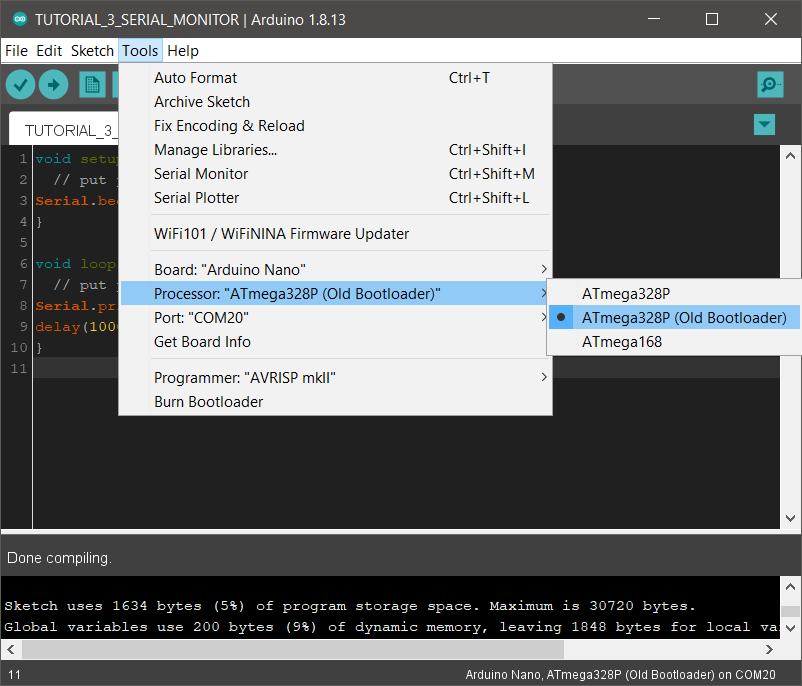 TUTORIAL_3_SERIAL_MONITOR | Arduino 1.8.13
File Edit Sketch Tools Help
Auto Format Ctrl+T
Archive Sketch
Fix Encoding & Reload
Manage Libraries... Ctrl+Shift+I
Serial Monitor Ctrl+Shift+M
Serial Plotter Ctrl+Shift+L
WiFi101 / WiFiNINA Firmware Updater
Board: "Arduino Nano"
Processor: "ATmega328P (Old Bootloader)"
Port: "COM20"
Get Board Info
Programmer: "AVRISP mkII"
Burn Bootloader
ATmega328P
ATmega328P (Old Bootloader)
ATmega168
TUTORIAL_3_
1 void setup
2 // put
3 Serial.be
4 }
5
6 void loop
7 // put
8 Serial.pr
9 delay(100
10 }
11
Done compiling.
Sketch uses 1634 bytes (5%) of program storage space. Maximum is 30720 bytes.
Global variables use 200 bytes (9%) of dynamic memory, leaving 1848 bytes for local va
11 Arduino Nano, ATmega328P (Old Bootloader) on COM20